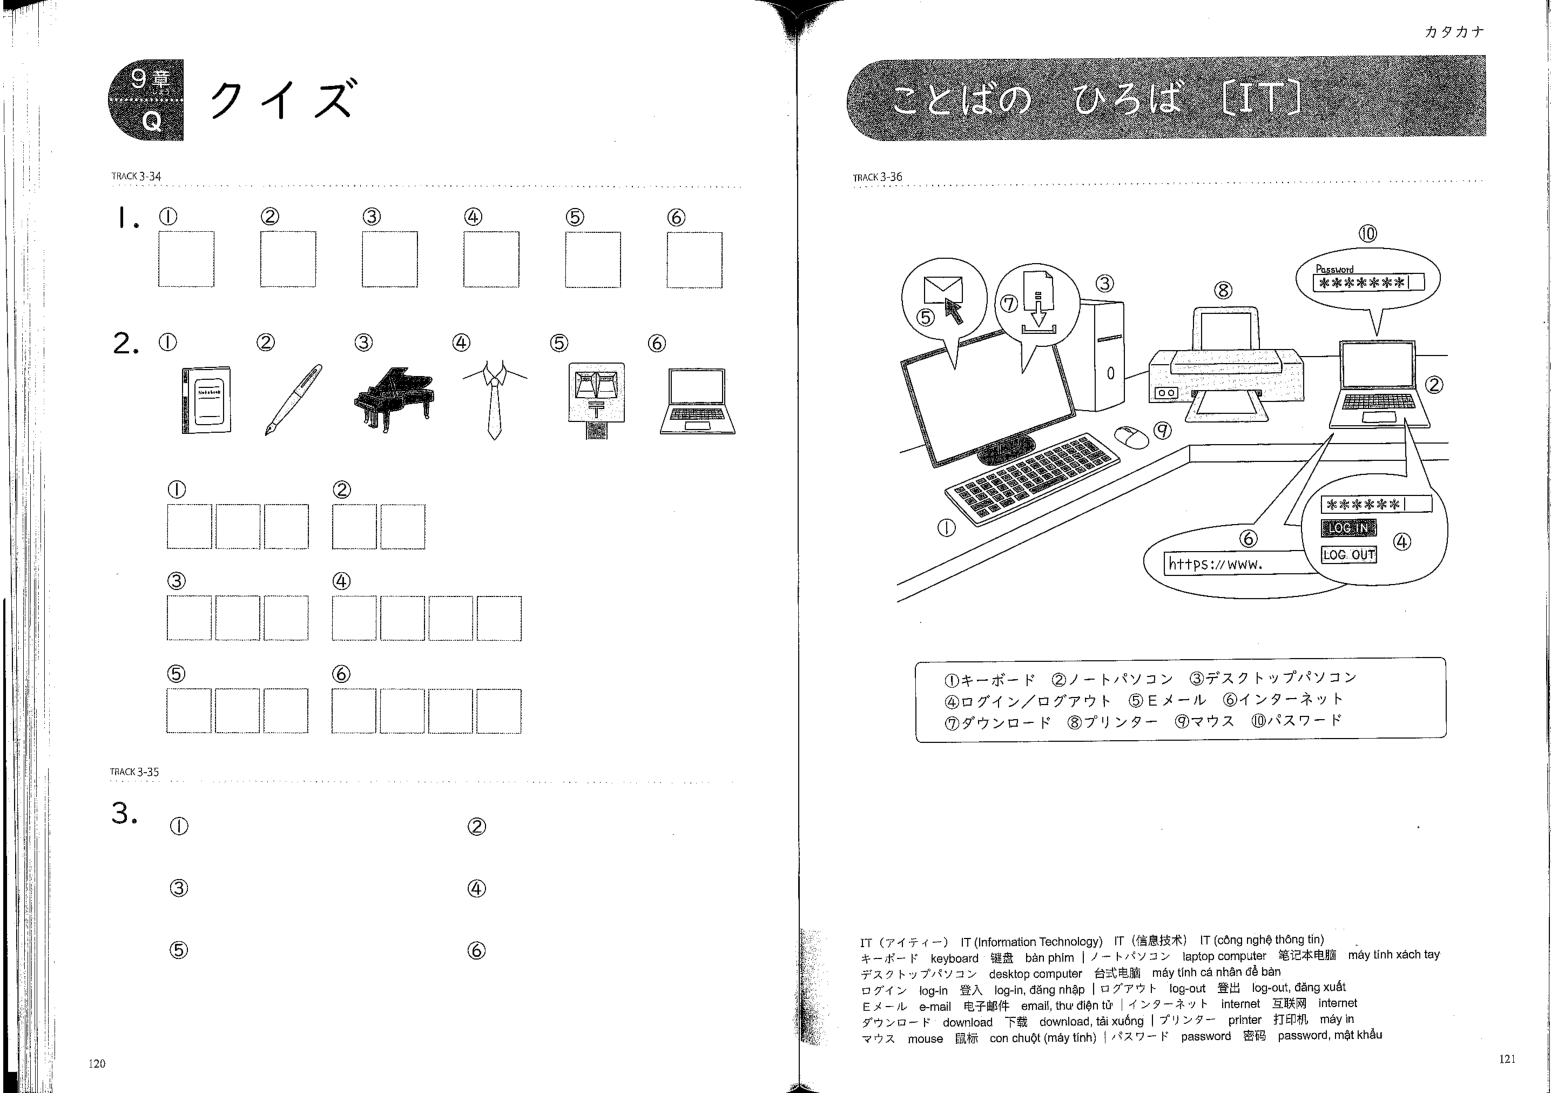 9章
Q
クイズ
TRACK 3-34
1. ① ② ③ ④ ⑤ ⑥
2. ① ② ③ ④ ⑤ ⑥
Notebook
〒
① ②
③ ④
⑤ ⑥
TRACK 3-35
3. ① ②
③ ④
⑤ ⑥
120
カタカナ
ことばの ひろば 〔IT〕
TRACK 3-36
⑩
Password
*******|
③
⑧
⑦
⑤
②
⑨
①
******|
LOG IN
④
LOG OUT
⑥
https://www.
①キーボード ②ノートパソコン ③デスクトップパソコン
④ログイン／ログアウト ⑤Eメール ⑥インターネット
⑦ダウンロード ⑧プリンター ⑨マウス ⑩パスワード
IT（アイティー） IT (Information Technology) IT（信息技术） IT (công nghệ thông tin)
キーボード keyboard 键盘 bàn phím | ノートパソコン laptop computer 笔记本电脑 máy tính xách tay
デスクトップパソコン desktop computer 台式电脑 máy tính cá nhân để bàn
ログイン log-in 登入 log-in, đăng nhập | ログアウト log-out 登出 log-out, đăng xuất
Eメール e-mail 电子邮件 email, thư điện tử | インターネット internet 互联网 internet
ダウンロード download 下载 download, tải xuống | プリンター printer 打印机 máy in
マウス mouse 鼠标 con chuột (máy tính) | パスワード password 密码 password, mật khẩu
121